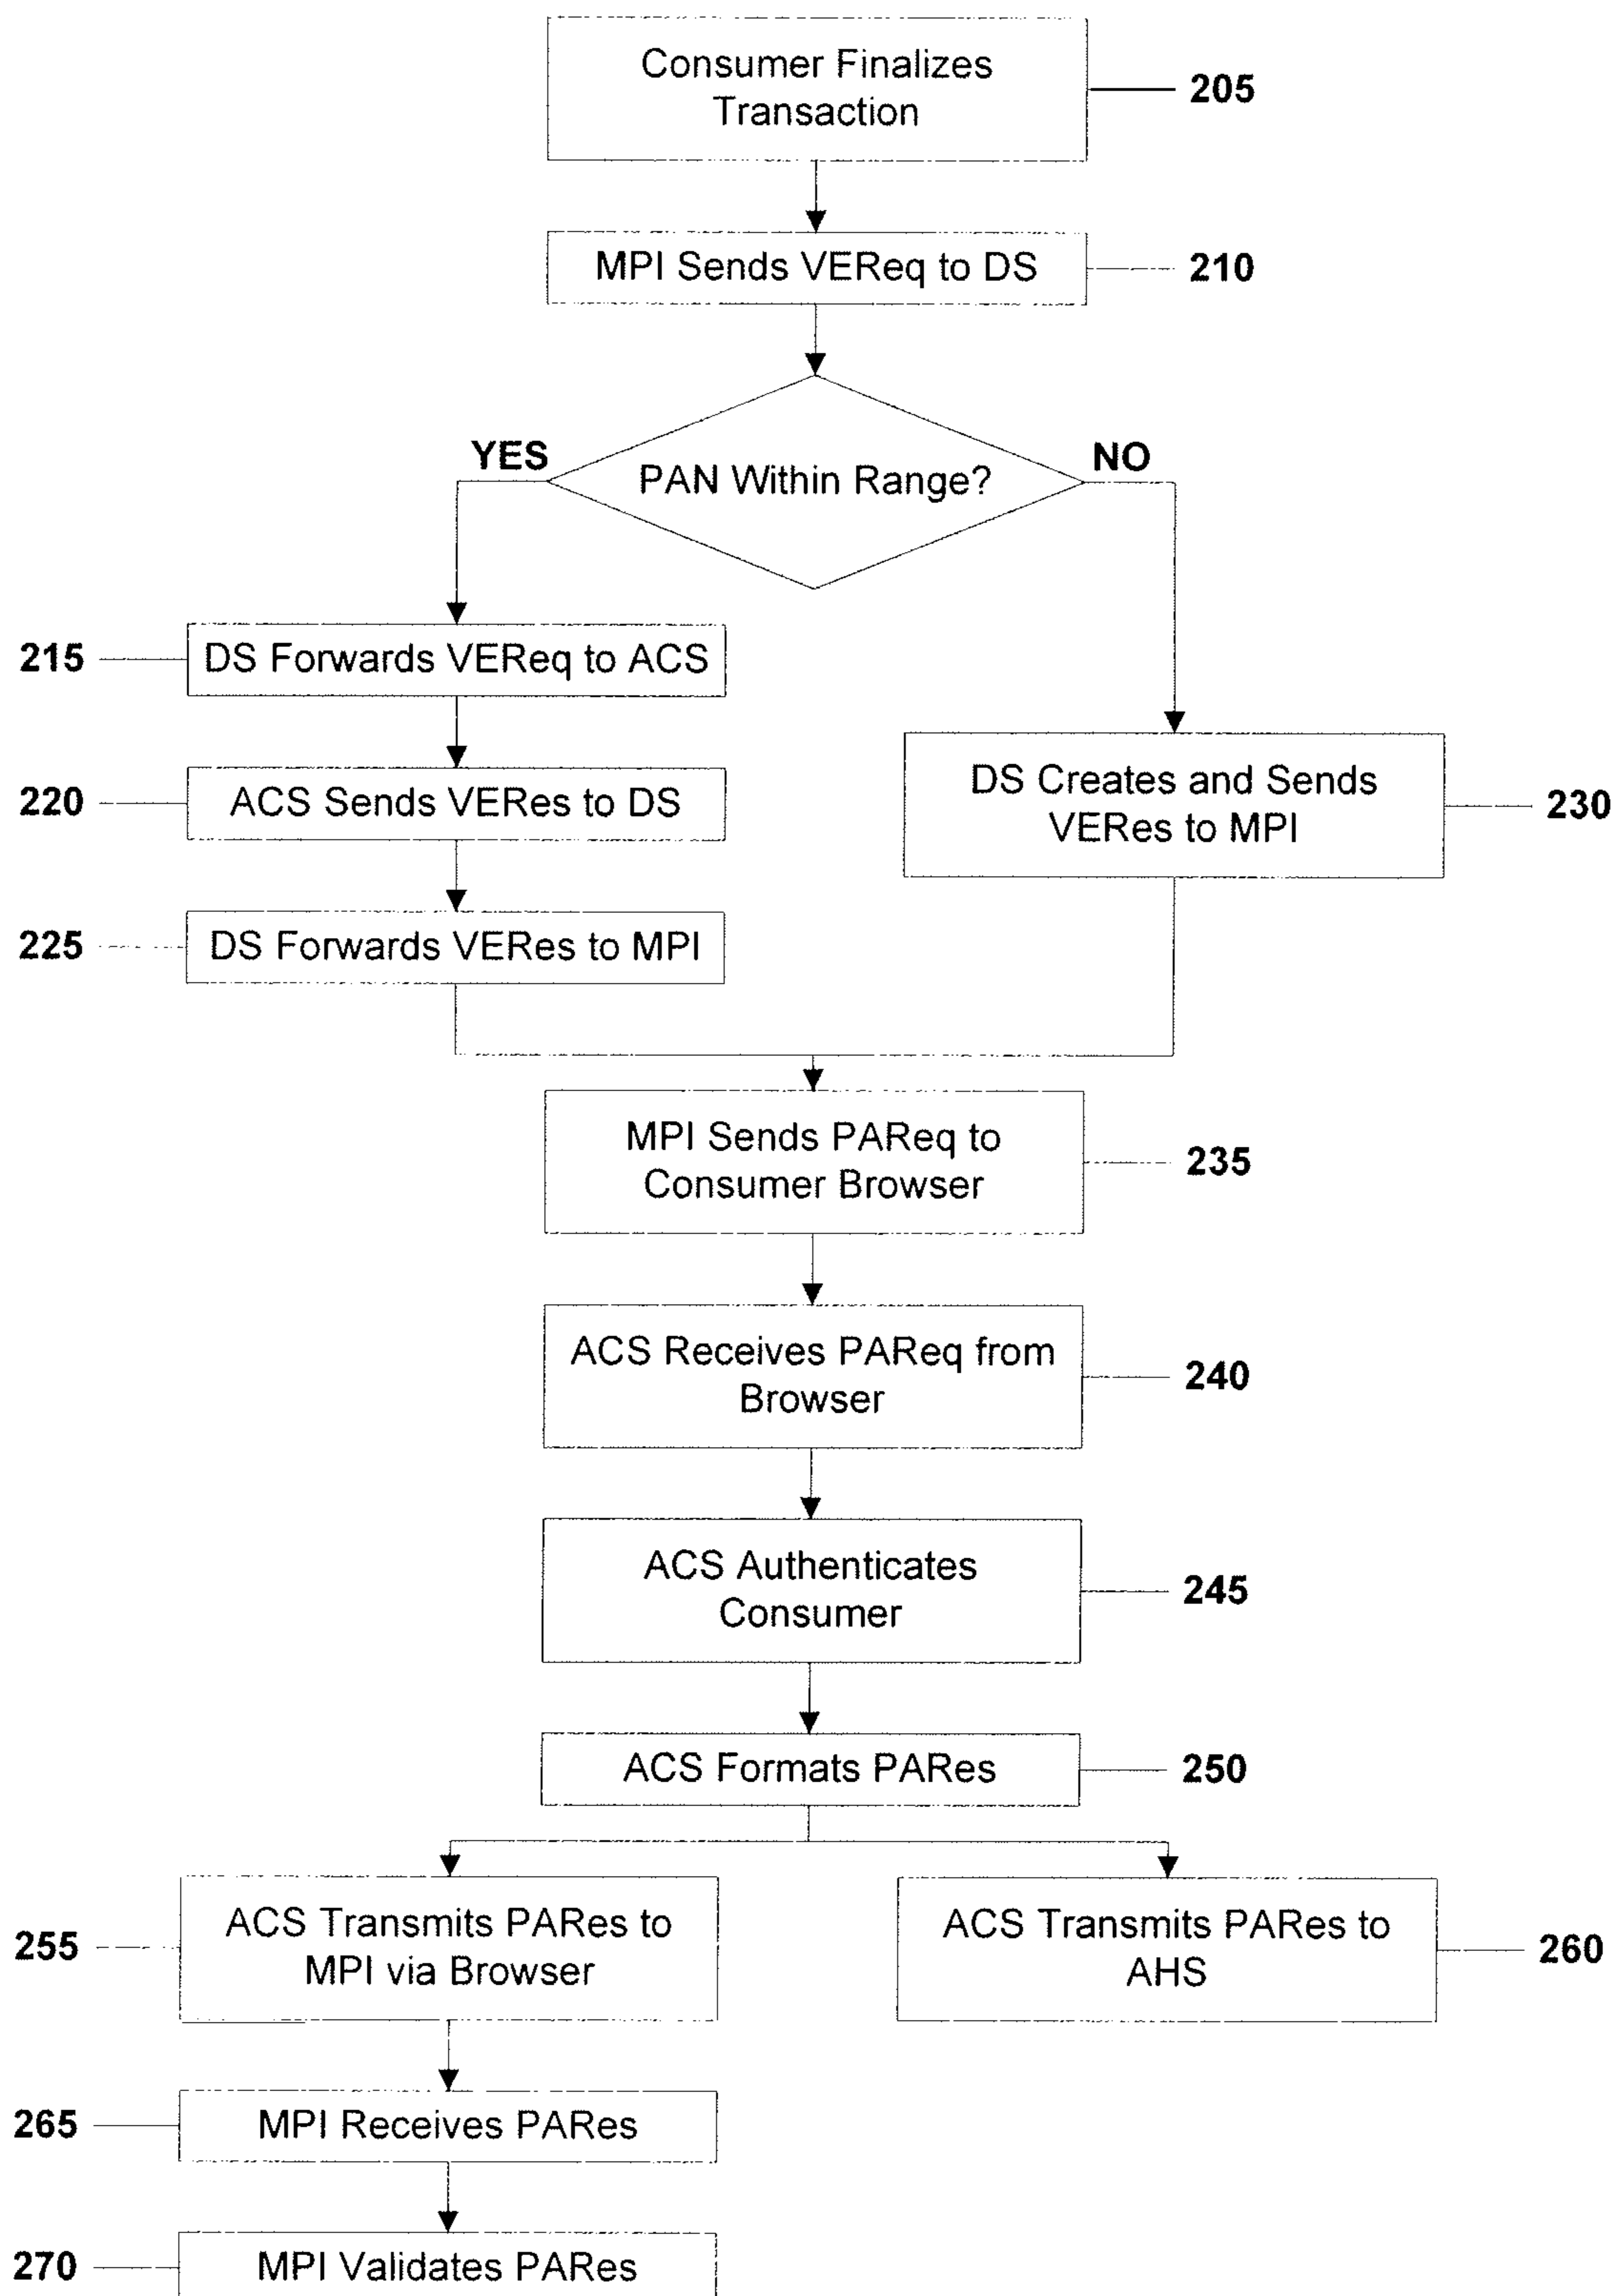 Consumer Finalizes
Transaction
205
MPI Sends VEReq to DS
210
YES
PAN Within Range?
NO
215
DS Forwards VEReq to ACS
220
ACS Sends VERes to DS
DS Creates and Sends
VERes to MPI
230
225
DS Forwards VERes to MPI
MPI Sends PAReq to
Consumer Browser
235
ACS Receives PAReq from
Browser
240
ACS Authenticates
Consumer
245
ACS Formats PARes
250
255
ACS Transmits PARes to
MPI via Browser
ACS Transmits PARes to
AHS
260
265
MPI Receives PARes
270
MPI Validates PARes